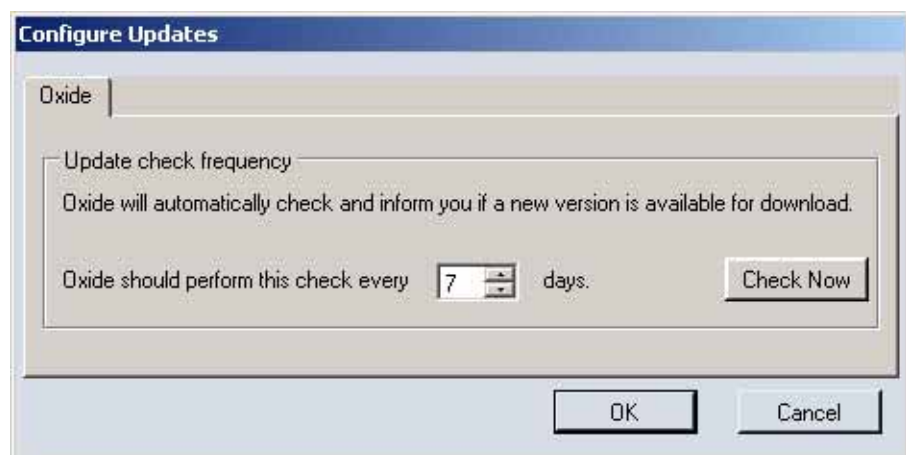 Configure Updates
Oxide
Update check frequency
Oxide will automatically check and inform you if a new version is available for download.
Oxide should perform this check every 7 days. Check Now
OK Cancel